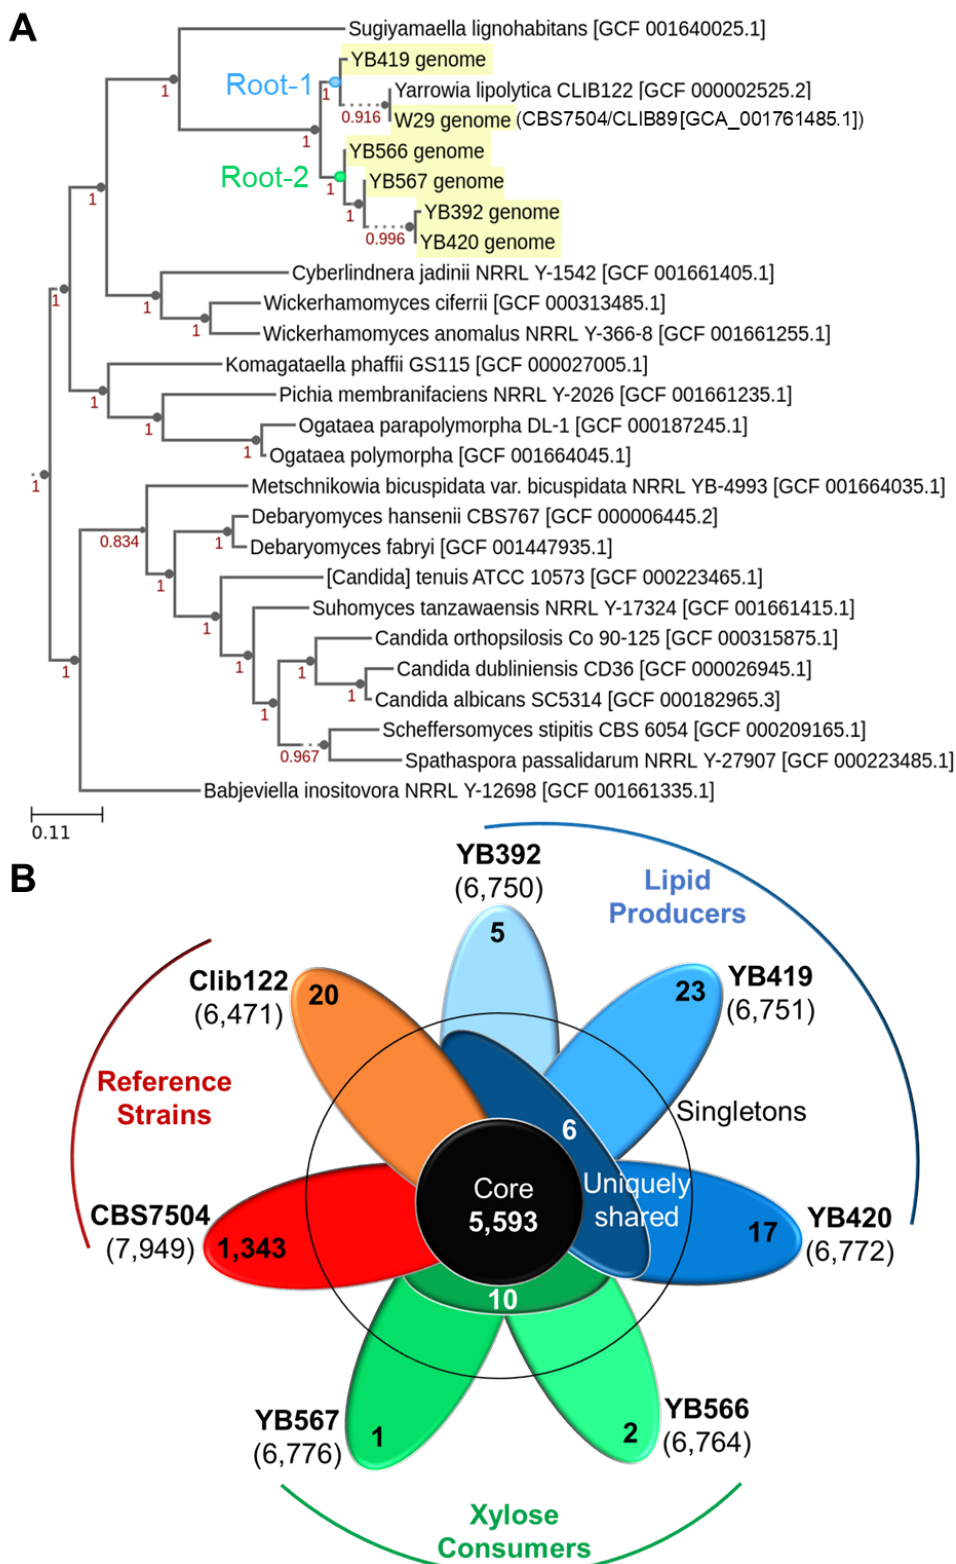 A
Sugiyamaella lignohabitans [GCF 001640025.1]
YB419 genome
Root-1
1
1
Yarrowia lipolytica CLIB122 [GCF 000002525.2]
0.916
W29 genome (CBS7504/CLIB89[GCA_001761485.1])
1
YB566 genome
Root-2
YB567 genome
1
1
1
YB392 genome
0.996
YB420 genome
Cyberlindnera jadinii NRRL Y-1542 [GCF 001661405.1]
1
1
Wickerhamomyces ciferrii [GCF 000313485.1]
1
Wickerhamomyces anomalus NRRL Y-366-8 [GCF 001661255.1]
Komagataella phaffii GS115 [GCF 000027005.1]
Pichia membranifaciens NRRL Y-2026 [GCF 001661235.1]
1
1
Ogataea parapolymorpha DL-1 [GCF 000187245.1]
1
Ogataea polymorpha [GCF 001664045.1]
1
Metschnikowia bicuspidata var. bicuspidata NRRL YB-4993 [GCF 001664035.1]
Debaryomyces hansenii CBS767 [GCF 000006445.2]
0.834
1
Debaryomyces fabryi [GCF 001447935.1]
[Candida] tenuis ATCC 10573 [GCF 000223465.1]
1
Suhomyces tanzawaensis NRRL Y-17324 [GCF 001661415.1]
1
Candida orthopsilosis Co 90-125 [GCF 000315875.1]
1
1
1
Candida dubliniensis CD36 [GCF 000026945.1]
1
Candida albicans SC5314 [GCF 000182965.3]
1
Scheffersomyces stipitis CBS 6054 [GCF 000209165.1]
0.967
Spathaspora passalidarum NRRL Y-27907 [GCF 000223485.1]
Babjeviella inositovora NRRL Y-12698 [GCF 001661335.1]
0.11
B
YB392
(6,750)
5
Lipid
Producers
Clib122
(6,471)
20
23
YB419
(6,751)
Reference
Strains
Singletons
6
Core
5,593
Uniquely
shared
CBS7504
(7,949)
1,343
17
YB420
(6,772)
10
YB567
(6,776)
1
2
YB566
(6,764)
Xylose
Consumers